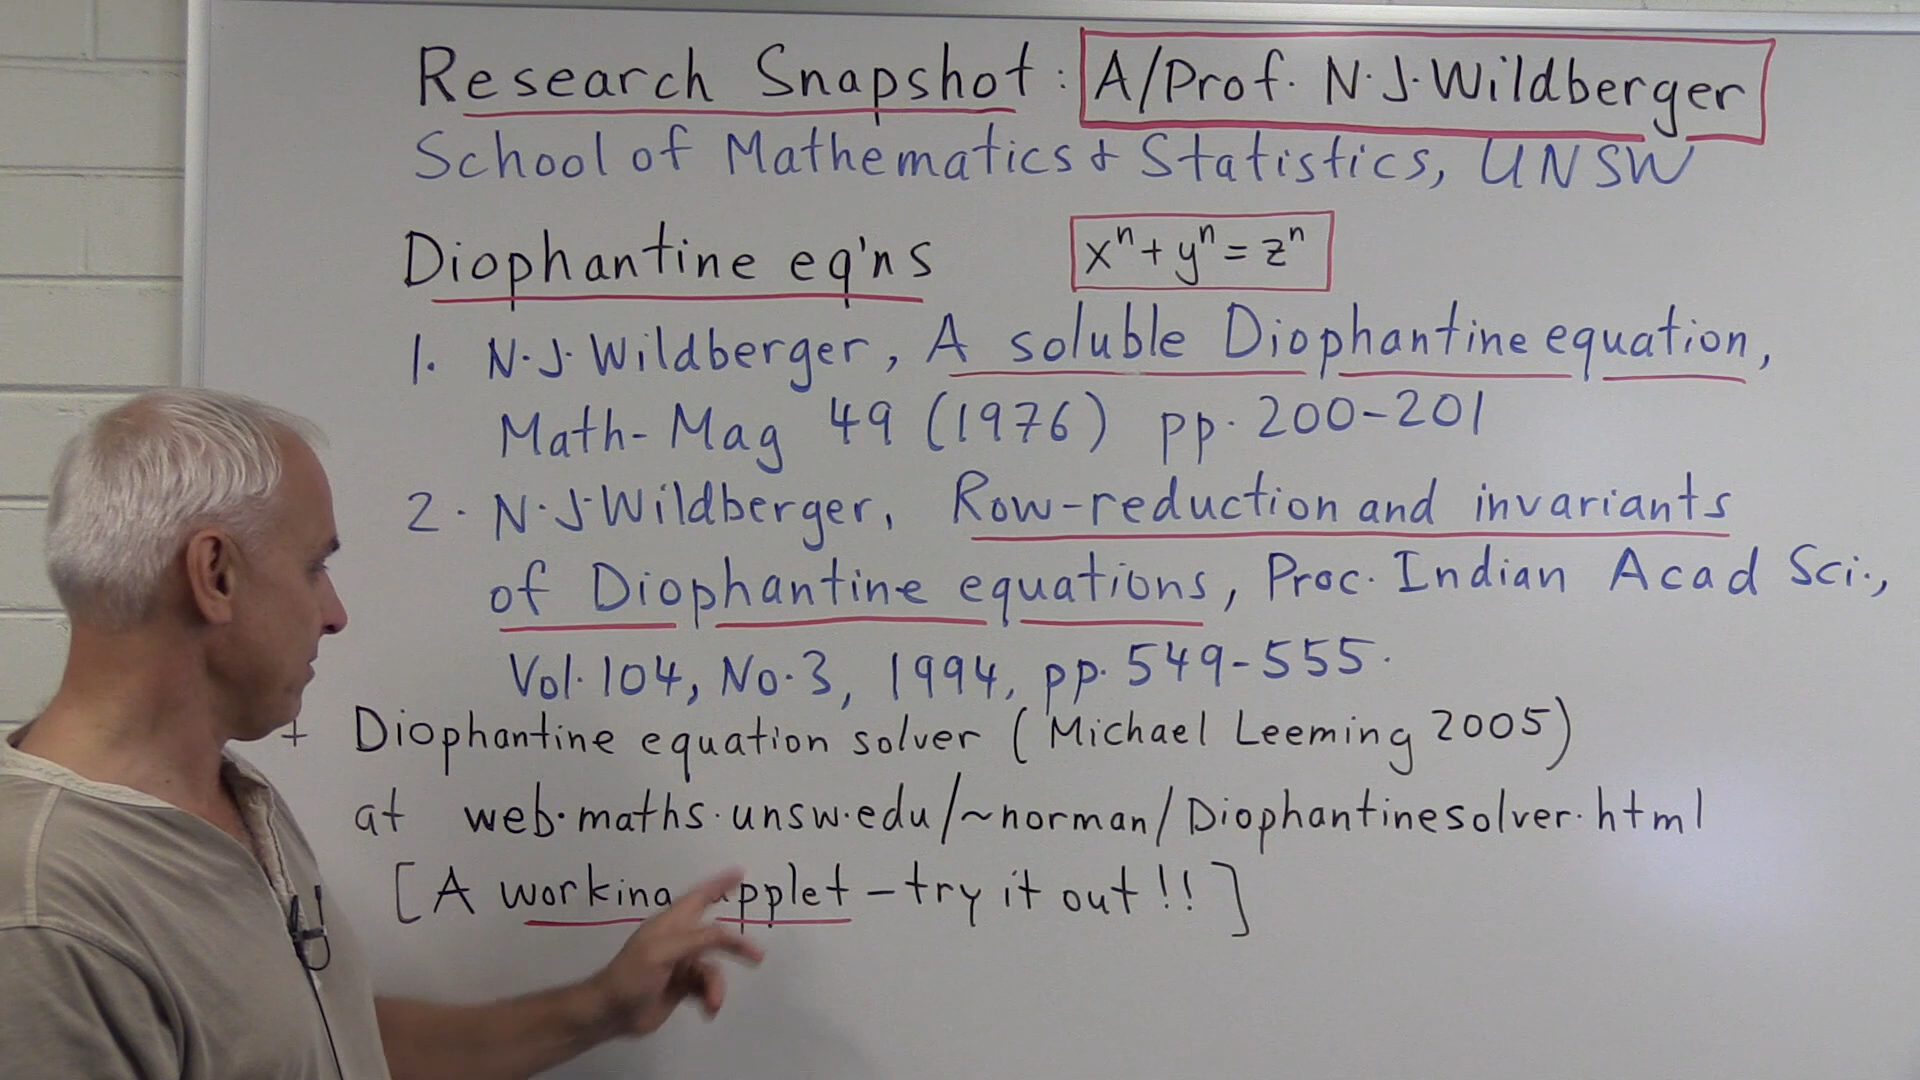 Research Snapshot: A/Prof. N.J.Wildberger
School of Mathematics & Statistics, UNSW
Diophantine eq'ns xⁿ + yⁿ = zⁿ
1. N.J.Wildberger, A soluble Diophantine equation,
Math-Mag 49 (1976) pp. 200-201
2. N.J.Wildberger, Row-reduction and invariants
of Diophantine equations, Proc. Indian Acad Sci.,
Vol. 104, No. 3, 1994, pp. 549-555.
+ Diophantine equation solver (Michael Leeming 2005)
at web.maths.unsw.edu/~norman/Diophantinesolver.html
[A working applet - try it out!!]